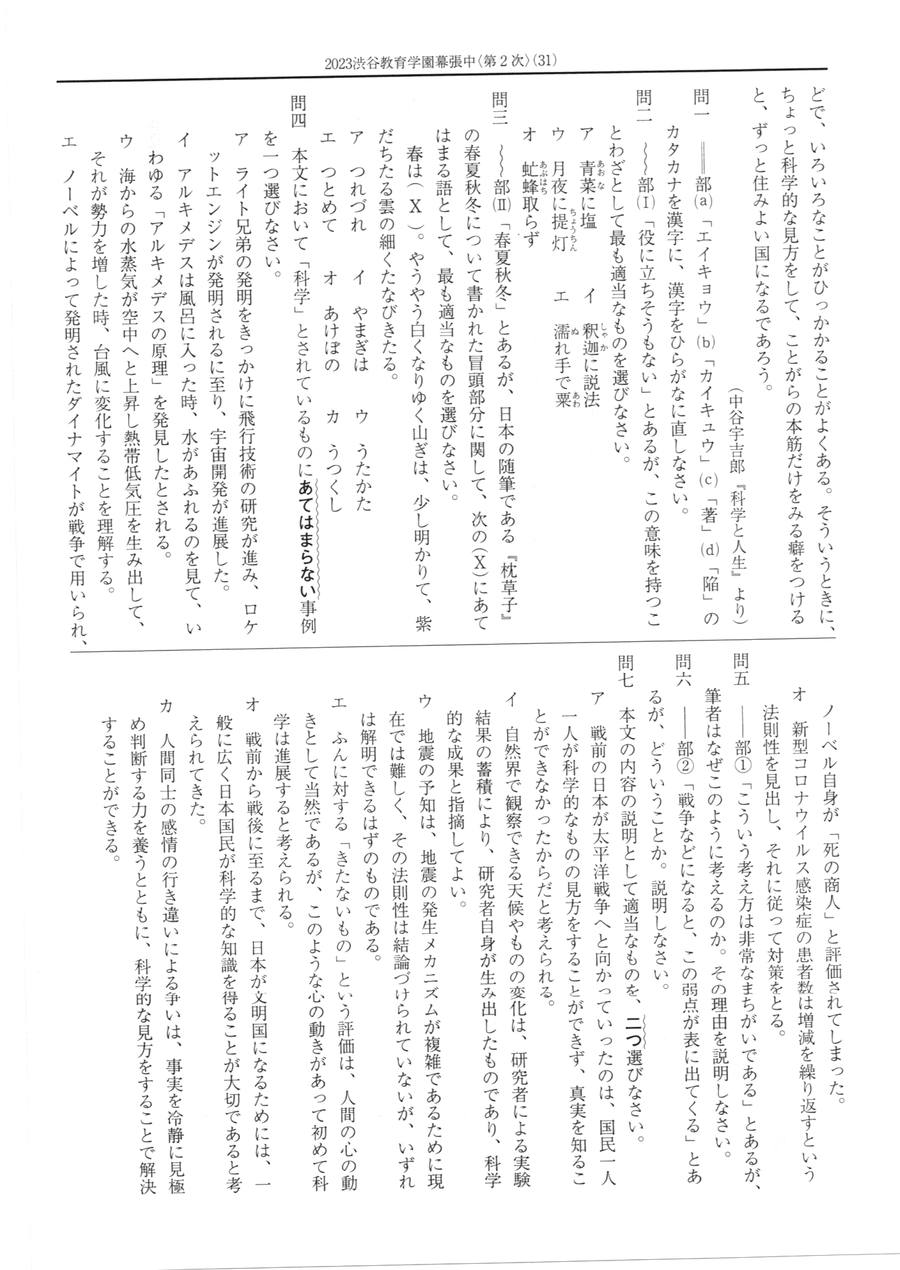 2023渋谷教育学園幕張中〈第2次〉(31)
どで、いろいろなことがひっかかることがよくある。そういうときに、
ちょっと科学的な見方をして、ことがらの本筋だけをみる癖をつける
と、ずっと住みよい国になるであろう。
(中谷宇吉郎『科学と人生』より)
問一 ═══部(a)「エイキョウ」(b)「カイキュウ」(c)「著」(d)「陥」の
カタカナを漢字に、漢字をひらがなに直しなさい。
問二 〜〜〜部(Ⅰ)「役に立ちそうもない」とあるが、この意味を持つこ
とわざとして最も適当なものを選びなさい。
ア 青菜に塩 イ 釈迦に説法
ウ 月夜に提灯 エ 濡れ手で粟
オ 虻蜂取らず
問三 〜〜〜部(Ⅱ)「春夏秋冬」とあるが、日本の随筆である『枕草子』
の春夏秋冬について書かれた冒頭部分に関して、次の(X)にあて
はまる語として、最も適当なものを選びなさい。
春は(X)。やうやう白くなりゆく山ぎは、少し明かりて、紫
だちたる雲の細くたなびきたる。
ア つれづれ イ やまぎは ウ うたかた
エ つとめて オ あけぼの カ うつくし
問四 本文において「科学」とされているものにあてはまらない事例
を一つ選びなさい。
ア ライト兄弟の発明をきっかけに飛行技術の研究が進み、ロケ
ットエンジンが発明されるに至り、宇宙開発が進展した。
イ アルキメデスは風呂に入った時、水があふれるのを見て、い
わゆる「アルキメデスの原理」を発見したとされる。
ウ 海からの水蒸気が空中へと上昇し熱帯低気圧を生み出して、
それが勢力を増した時、台風に変化することを理解する。
エ ノーベルによって発明されたダイナマイトが戦争で用いられ、
ノーベル自身が「死の商人」と評価されてしまった。
オ 新型コロナウイルス感染症の患者数は増減を繰り返すという
法則性を見出し、それに従って対策をとる。
問五 ――部①「こういう考え方は非常なまちがいである」とあるが、
筆者はなぜこのように考えるのか。その理由を説明しなさい。
問六 ――部②「戦争などになると、この弱点が表に出てくる」とあ
るが、どういうことか。説明しなさい。
問七 本文の内容の説明として適当なものを、二つ選びなさい。
ア 戦前の日本が太平洋戦争へと向かっていったのは、国民一人
一人が科学的なものの見方をすることができず、真実を知るこ
とができなかったからだと考えられる。
イ 自然界で観察できる天候やものの変化は、研究者による実験
結果の蓄積により、研究者自身が生み出したものであり、科学
的な成果と指摘してよい。
ウ 地震の予知は、地震の発生メカニズムが複雑であるために現
在では難しく、その法則性は結論づけられていないが、いずれ
は解明できるはずのものである。
エ ふんに対する「きたないもの」という評価は、人間の心の動
きとして当然であるが、このような心の動きがあって初めて科
学は進展すると考えられる。
オ 戦前から戦後に至るまで、日本が文明国になるためには、一
般に広く日本国民が科学的な知識を得ることが大切であると考
えられてきた。
カ 人間同士の感情の行き違いによる争いは、事実を冷静に見極
め判断する力を養うとともに、科学的な見方をすることで解決
することができる。